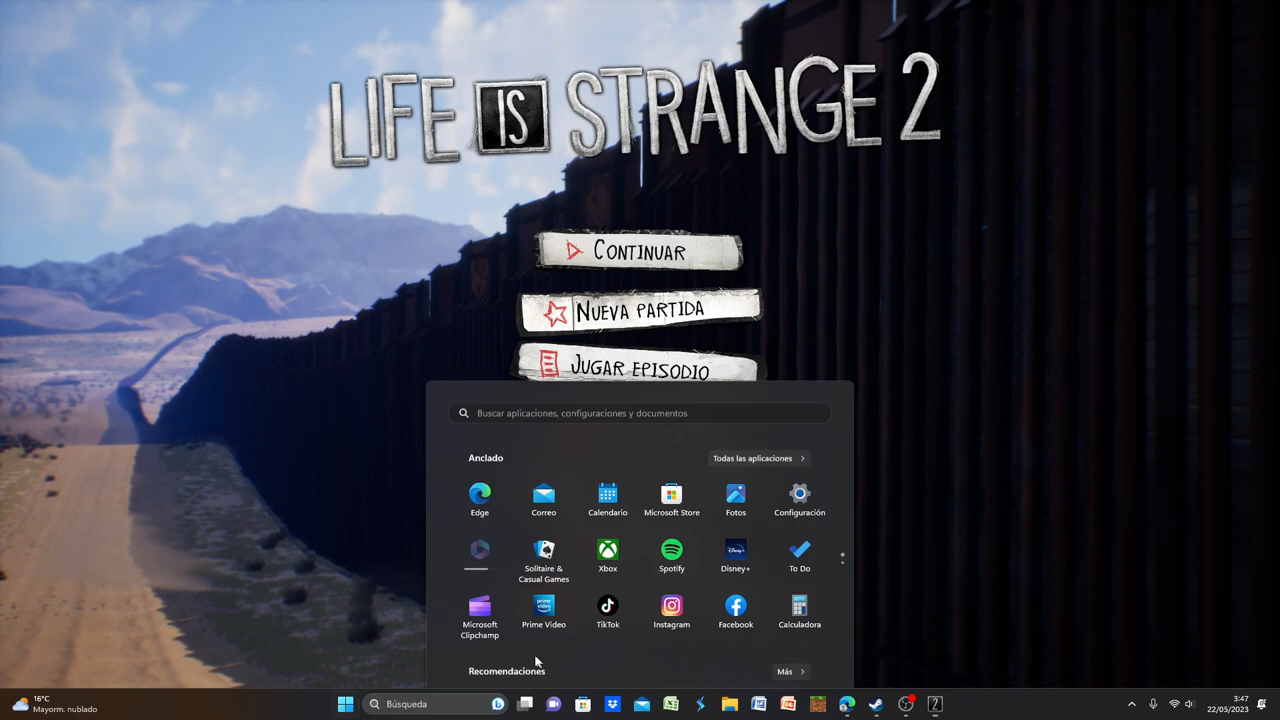 LIFE IS STRANGE 2
CONTINUAR
NUEVA PARTIDA
JUGAR EPISODIO
Buscar aplicaciones, configuraciones y documentos
Anclado
Todas las aplicaciones
Edge
Correo
Calendario
Microsoft Store
Fotos
Configuración
Solitaire &
Casual Games
Xbox
Spotify
Disney+
To Do
Microsoft
Clipchamp
prime
video
Prime Video
TikTok
Instagram
Facebook
Calculadora
Recomendaciones
Más
16°C
Mayorm. nublado
Búsqueda
3:47
22/05/2023